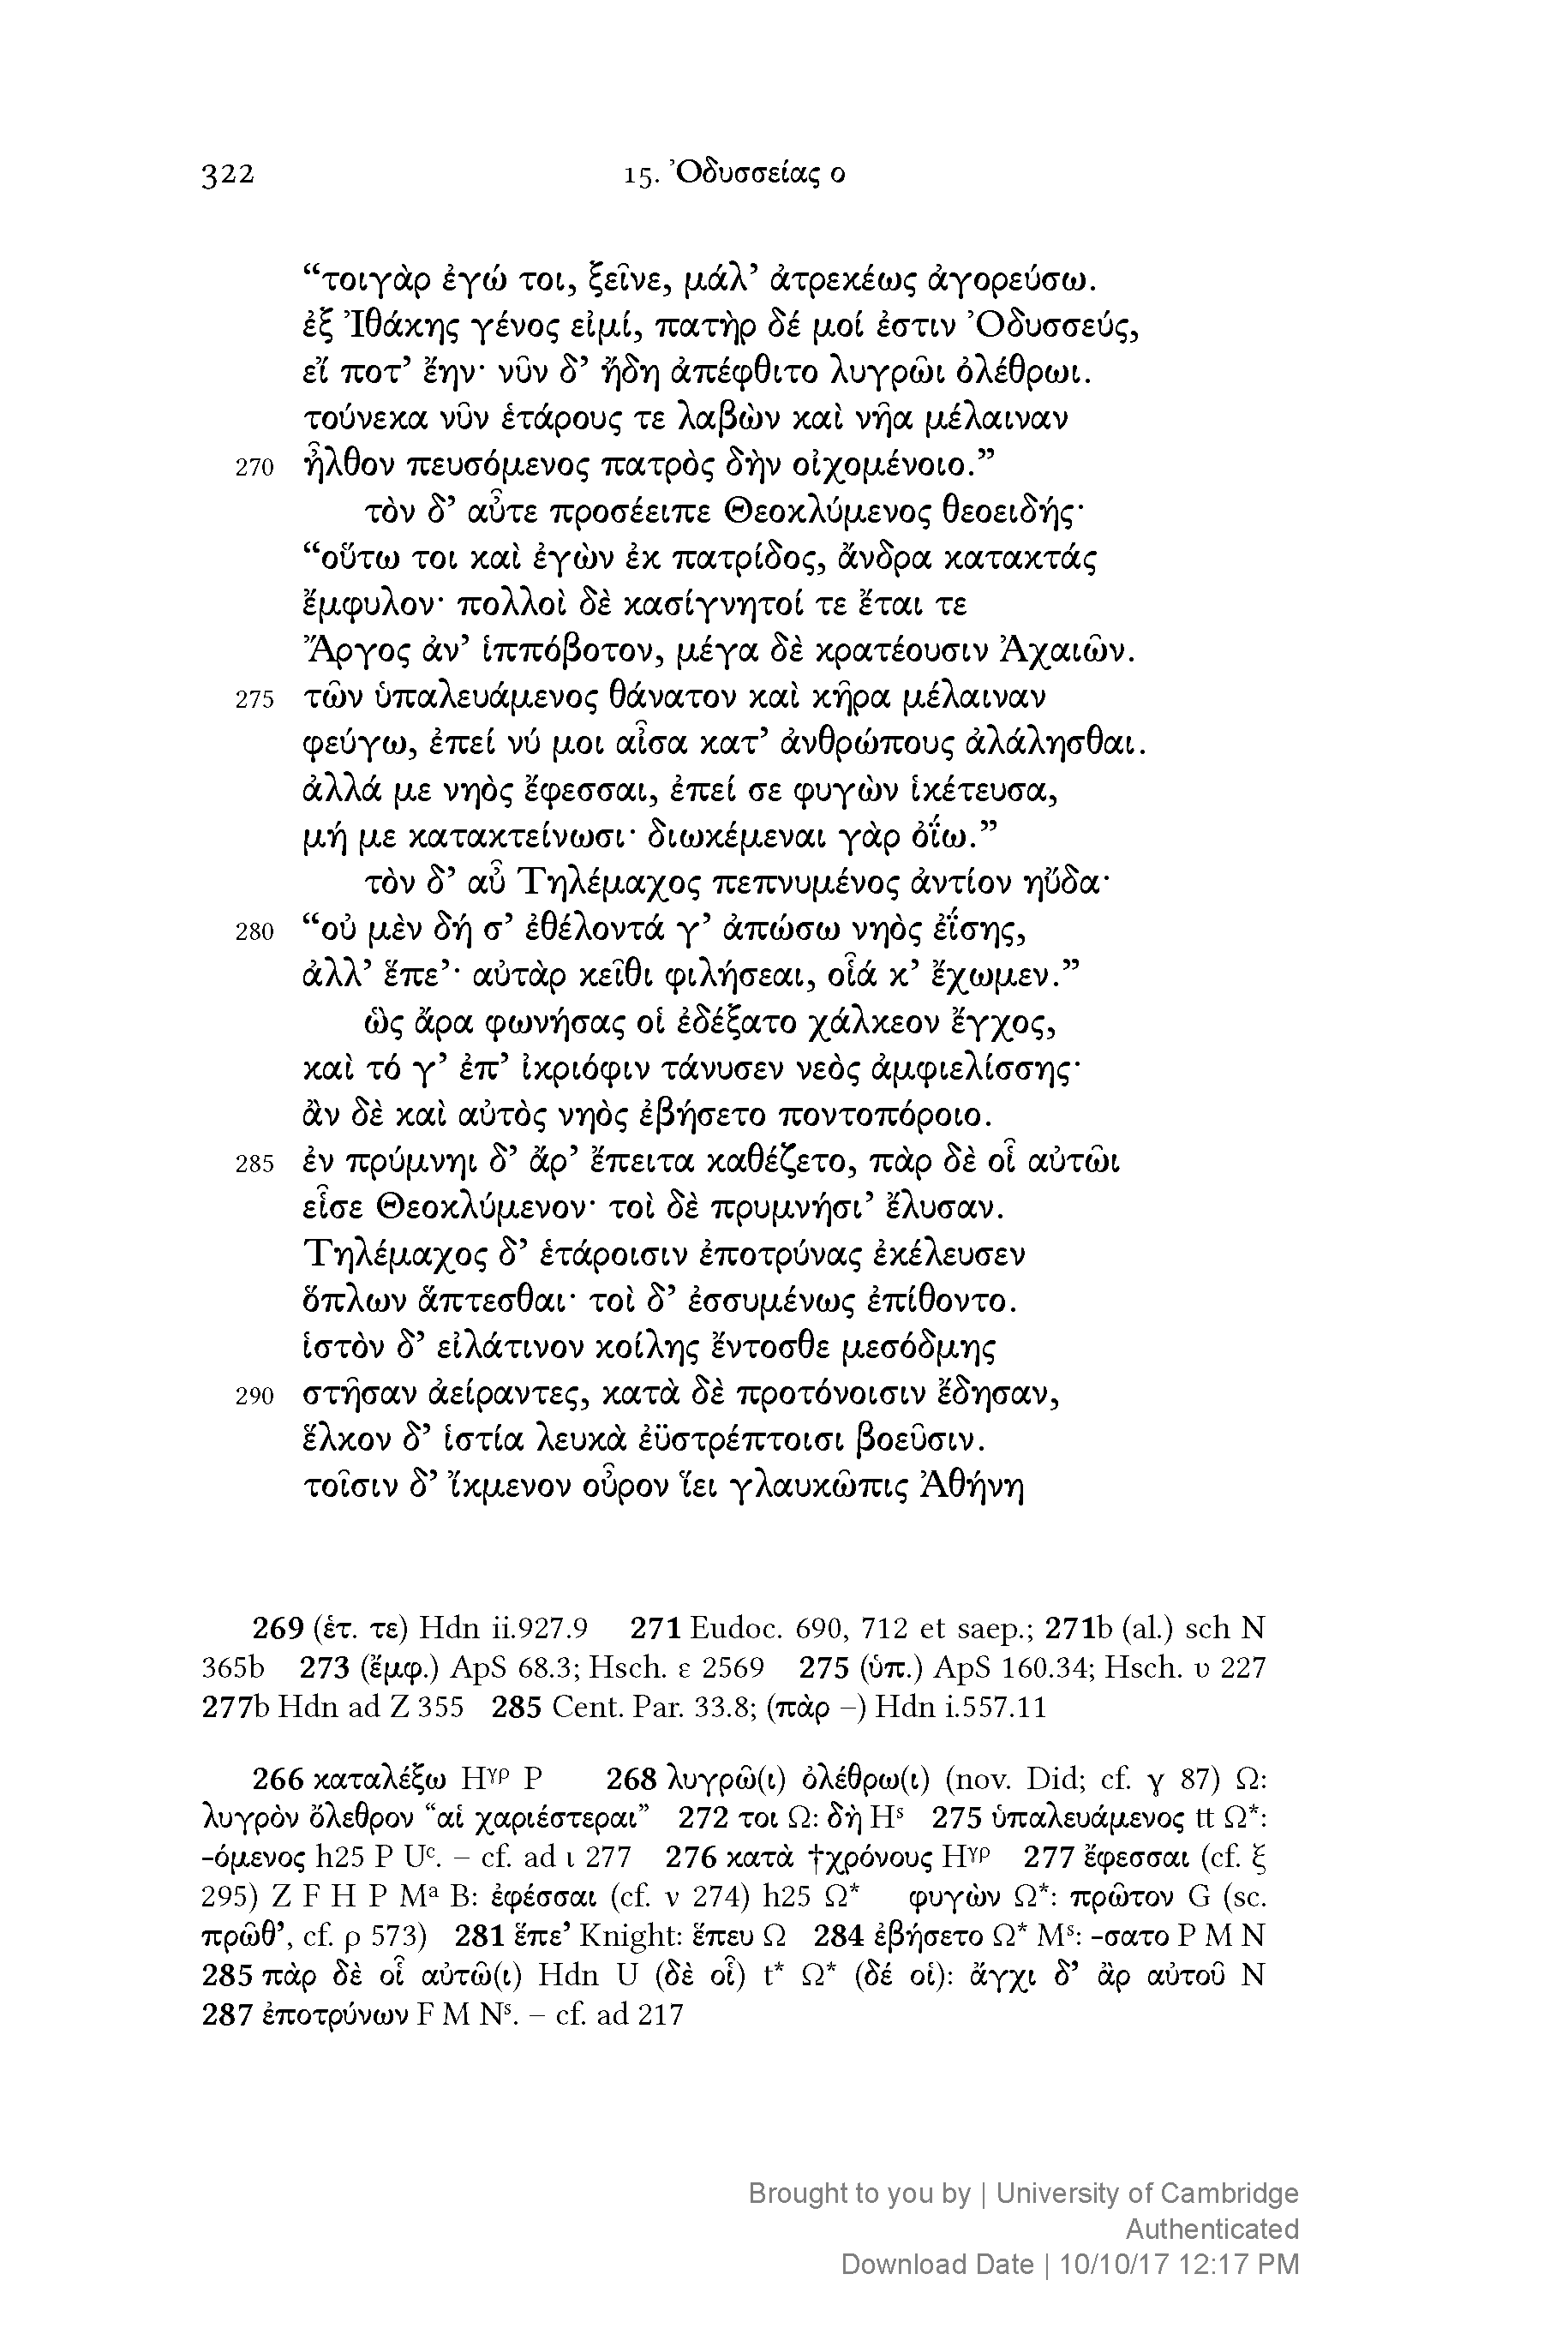 322 15. Ὀδυσσείας ο
“τοιγὰρ ἐγώ τοι, ξεῖνε, μάλ’ ἀτρεκέως ἀγορεύσω.
ἐξ Ἰθάκης γένος εἰμί, πατὴρ δέ μοί ἐστιν Ὀδυσσεύς,
εἴ ποτ’ ἔην· νῦν δ’ ἤδη ἀπέφθιτο λυγρῶι ὀλέθρωι.
τούνεκα νῦν ἑτάρους τε λαβὼν καὶ νῆα μέλαιναν
270 ἦλθον πευσόμενος πατρὸς δὴν οἰχομένοιο.”
τὸν δ’ αὖτε προσέειπε Θεοκλύμενος θεοειδής·
“οὕτω τοι καὶ ἐγὼν ἐκ πατρίδος, ἄνδρα κατακτάς
ἔμφυλον· πολλοὶ δὲ κασίγνητοί τε ἔται τε
Ἄργος ἀν’ ἱππόβοτον, μέγα δὲ κρατέουσιν Ἀχαιῶν.
275 τῶν ὑπαλευάμενος θάνατον καὶ κῆρα μέλαιναν
φεύγω, ἐπεί νύ μοι αἶσα κατ’ ἀνθρώπους ἀλάλησθαι.
ἀλλά με νηὸς ἔφεσσαι, ἐπεί σε φυγὼν ἱκέτευσα,
μή με κατακτείνωσι· διωκέμεναι γὰρ ὀΐω.”
τὸν δ’ αὖ Τηλέμαχος πεπνυμένος ἀντίον ηὔδα·
280 “οὐ μὲν δή σ’ ἐθέλοντά γ’ ἀπώσω νηὸς ἐΐσης,
ἀλλ’ ἕπε’· αὐτὰρ κεῖθι φιλήσεαι, οἷά κ’ ἔχωμεν.”
ὣς ἄρα φωνήσας οἱ ἐδέξατο χάλκεον ἔγχος,
καὶ τό γ’ ἐπ’ ἰκριόφιν τάνυσεν νεὸς ἀμφιελίσσης·
ἂν δὲ καὶ αὐτὸς νηὸς ἐβήσετο ποντοπόροιο.
285 ἐν πρύμνηι δ’ ἄρ’ ἔπειτα καθέζετο, πὰρ δὲ οἷ αὐτῶι
εἷσε Θεοκλύμενον· τοὶ δὲ πρυμνήσι’ ἔλυσαν.
Τηλέμαχος δ’ ἑτάροισιν ἐποτρύνας ἐκέλευσεν
ὅπλων ἅπτεσθαι· τοὶ δ’ ἐσσυμένως ἐπίθοντο.
ἱστὸν δ’ εἰλάτινον κοίλης ἔντοσθε μεσόδμης
290 στῆσαν ἀείραντες, κατὰ δὲ προτόνοισιν ἔδησαν,
ἕλκον δ’ ἱστία λευκὰ ἐϋστρέπτοισι βοεῦσιν.
τοῖσιν δ’ ἴκμενον οὖρον ἵει γλαυκῶπις Ἀθήνη
269 (ἑτ. τε) Hdn ii.927.9 271 Eudoc. 690, 712 et saep.; 271b (al.) sch N
365b 273 (ἔμφ.) ApS 68.3; Hsch. ε 2569 275 (ὑπ.) ApS 160.34; Hsch. υ 227
277b Hdn ad Ζ 355 285 Cent. Par. 33.8; (πὰρ –) Hdn i.557.11
266 καταλέξω Hγρ P 268 λυγρῶ(ι) ὀλέθρω(ι) (nov. Did; cf. γ 87) Ω:
λυγρὸν ὄλεθρον “αἱ χαριέστεραι” 272 τοι Ω: δὴ Hˢ 275 ὑπαλευάμενος tt Ω*:
-όμενος h25 P Uᶜ. – cf. ad ι 277 276 κατὰ †χρόνους Hγρ 277 ἔφεσσαι (cf. ξ
295) Z F H P Mᵃ B: ἐφέσσαι (cf. ν 274) h25 Ω* φυγὼν Ω*: πρῶτον G (sc.
πρῶθ’, cf. ρ 573) 281 ἕπε’ Knight: ἕπευ Ω 284 ἐβήσετο Ω* Mˢ: -σατο P M N
285 πὰρ δὲ οἷ αὐτῶ(ι) Hdn U (δὲ οἷ) t* Ω* (δέ οἱ): ἄγχι δ’ ἂρ αὐτοῦ N
287 ἐποτρύνων F M Nˢ. – cf. ad 217
Brought to you by | University of Cambridge
Authenticated
Download Date | 10/10/17 12:17 PM